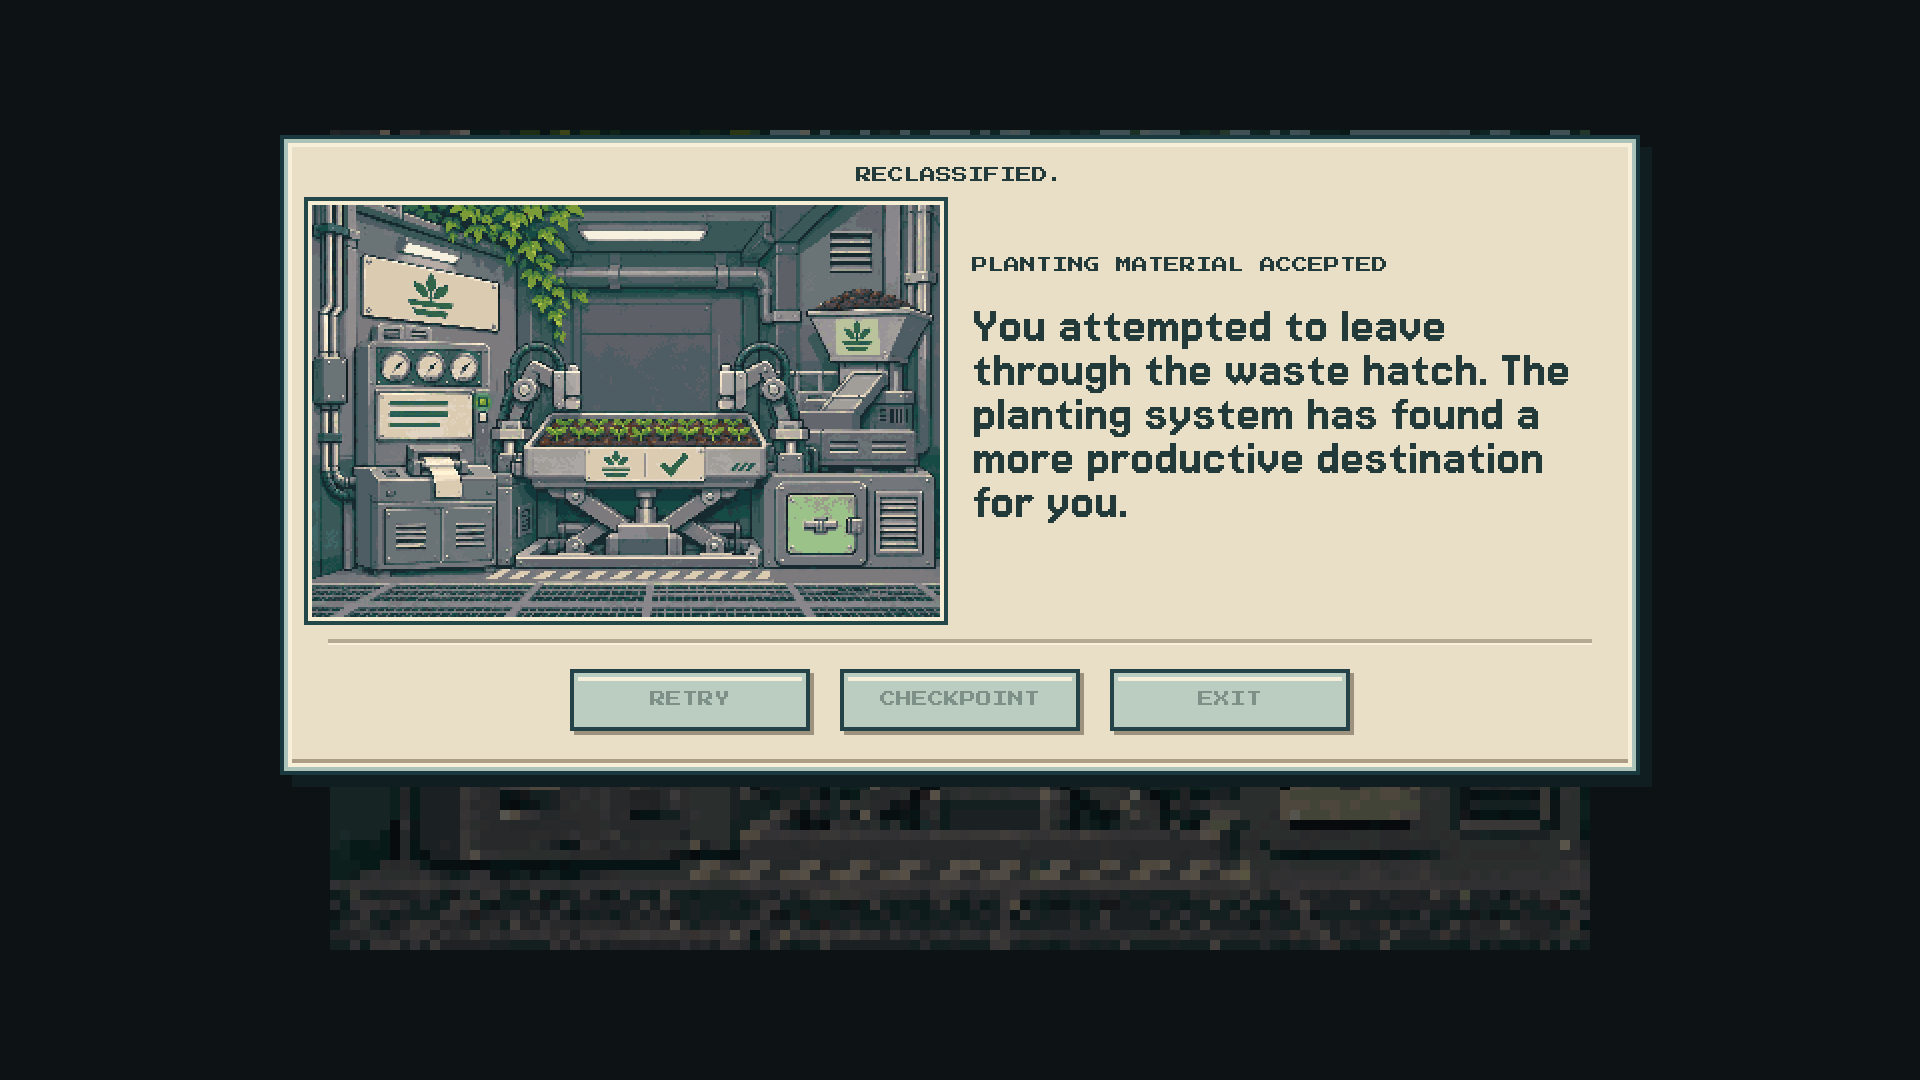 RECLASSIFIED.
PLANTING MATERIAL ACCEPTED
You attempted to leave
through the waste hatch. The
planting system has found a
more productive destination
for you.
RETRY
CHECKPOINT
EXIT